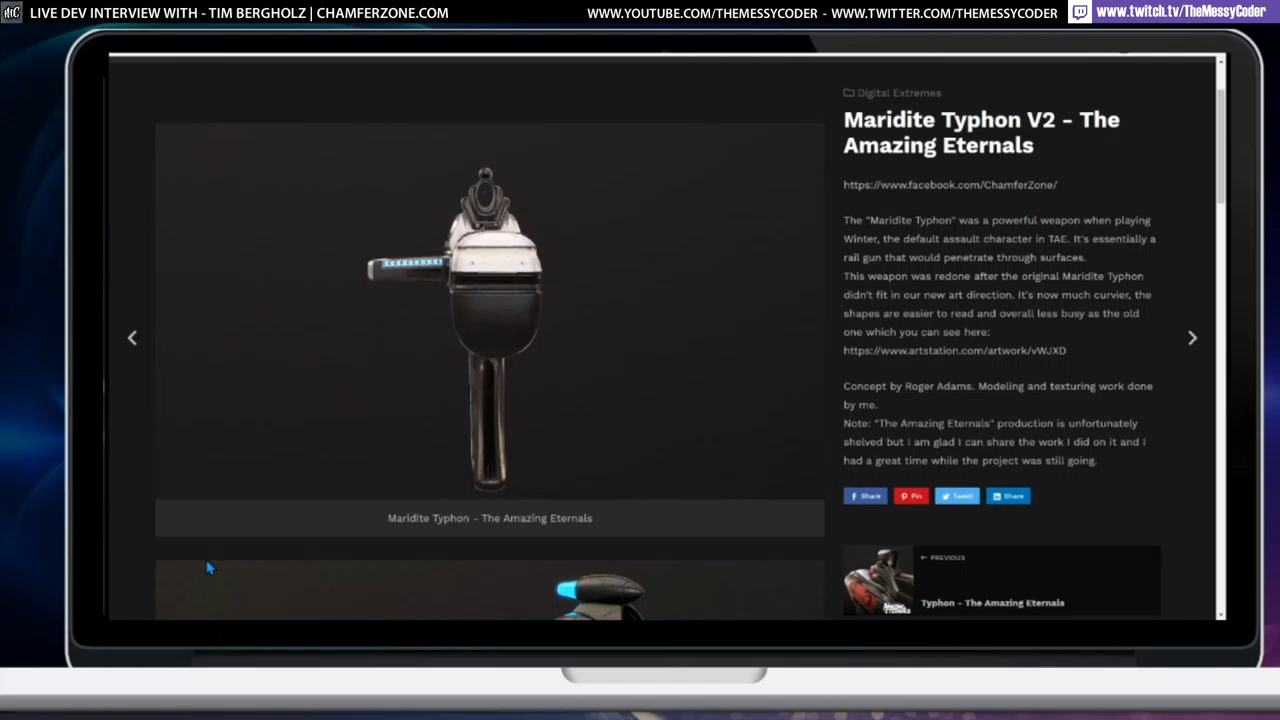 LIVE DEV INTERVIEW WITH - TIM BERGHOLZ | CHAMFERZONE.COM
WWW.YOUTUBE.COM/THEMESSYCODER - WWW.TWITTER.COM/THEMESSYCODER
www.twitch.tv/TheMessyCoder
Digital Extremes
Maridite Typhon V2 - The
Amazing Eternals
https://www.facebook.com/ChamferZone/
The "Maridite Typhon" was a powerful weapon when playing
Winter, the default assault character in TAE. It's essentially a
rail gun that would penetrate through surfaces.
This weapon was redone after the original Maridite Typhon
didn't fit in our new art direction. It's now much curvier, the
shapes are easier to read and overall less busy as the old
one which you can see here:
https://www.artstation.com/artwork/vWJXD
Concept by Roger Adams. Modeling and texturing work done
by me.
Note: "The Amazing Eternals" production is unfortunately
shelved but I am glad I can share the work I did on it and I
had a great time while the project was still going.
Share
Pin
Tweet
Share
Maridite Typhon - The Amazing Eternals
← PREVIOUS
Typhon - The Amazing Eternals